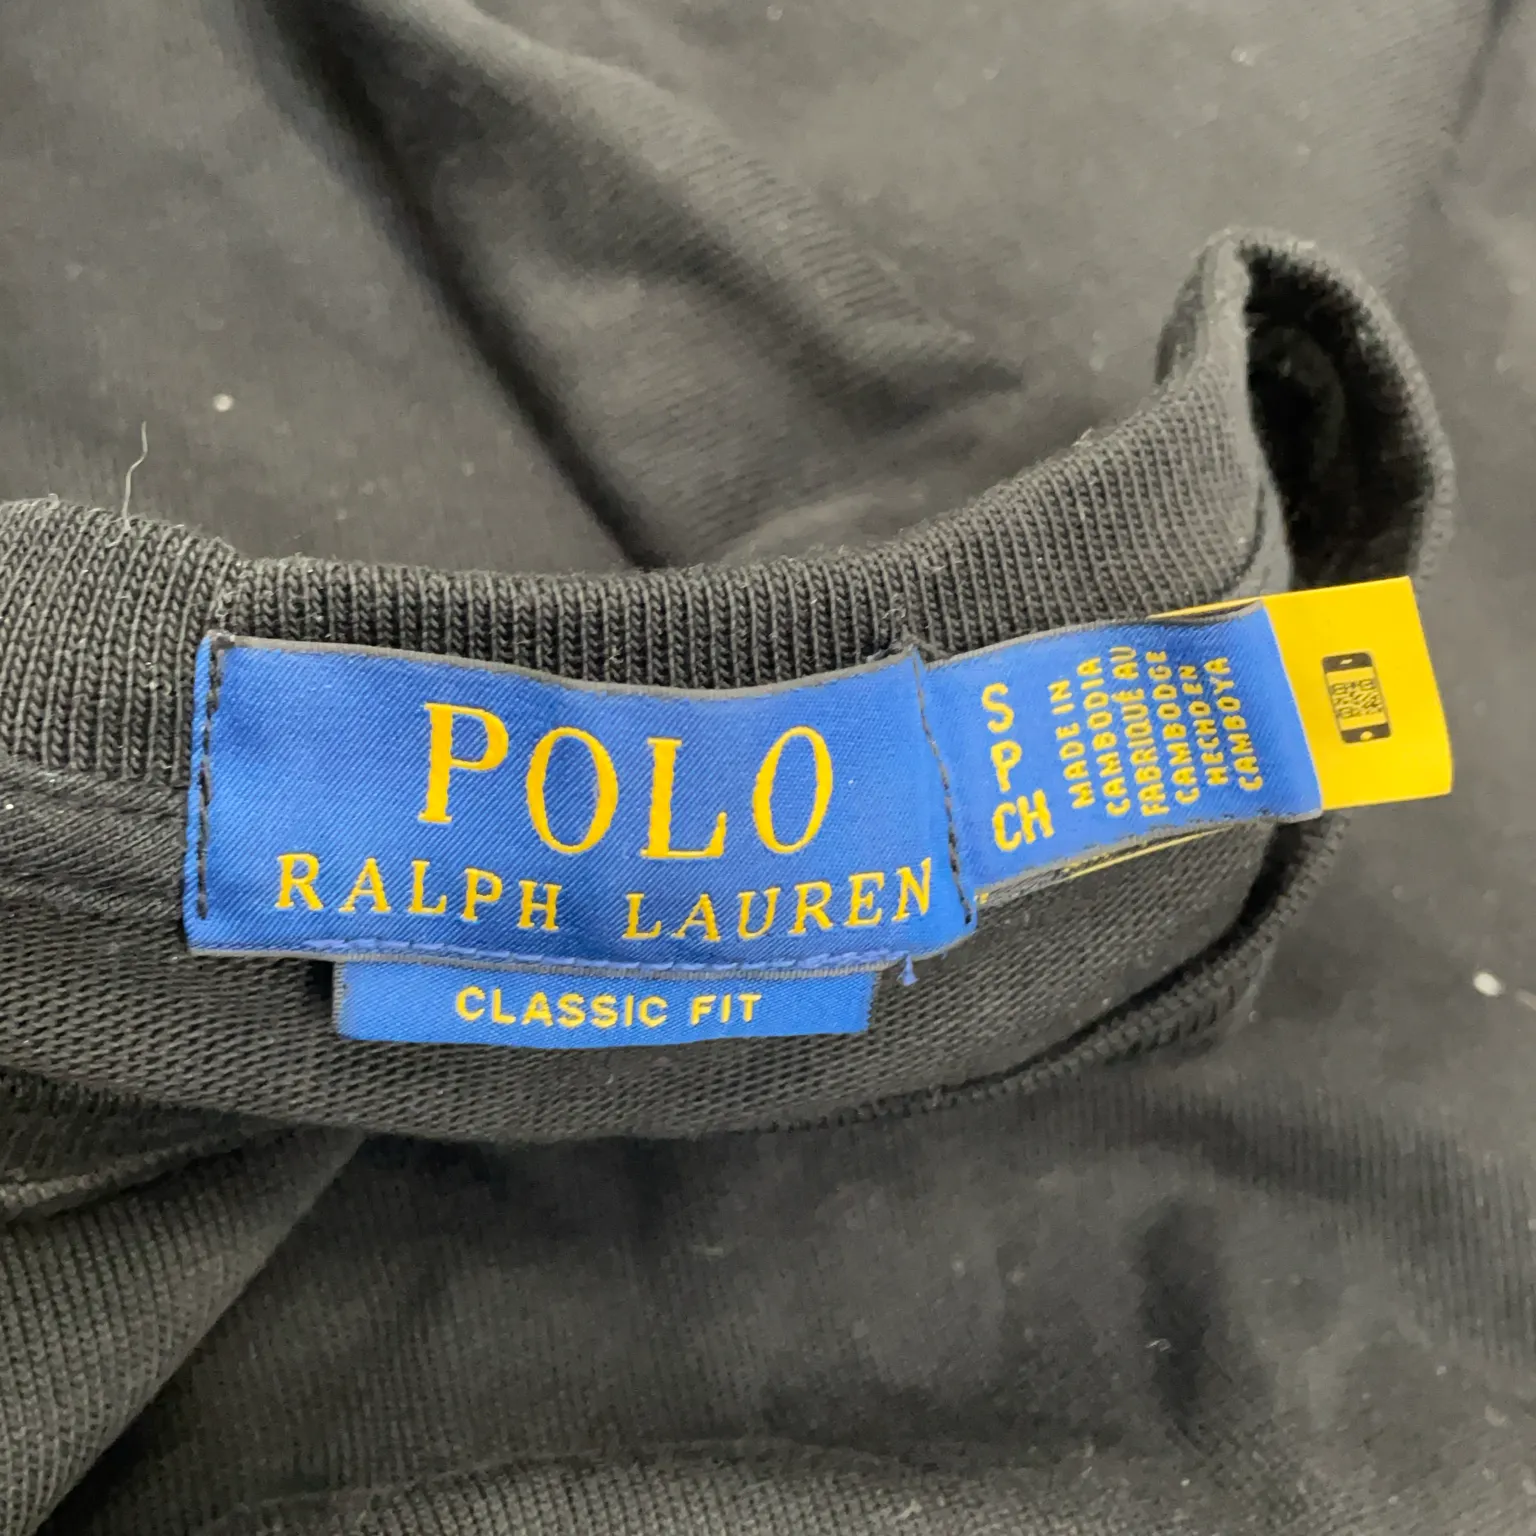 POLO
RALPH LAUREN
CLASSIC FIT
S
P
CH
MADE IN
CAMBODIA
FABRIQUÉ AU
CAMBODGE
HECHO EN
CAMBOYA